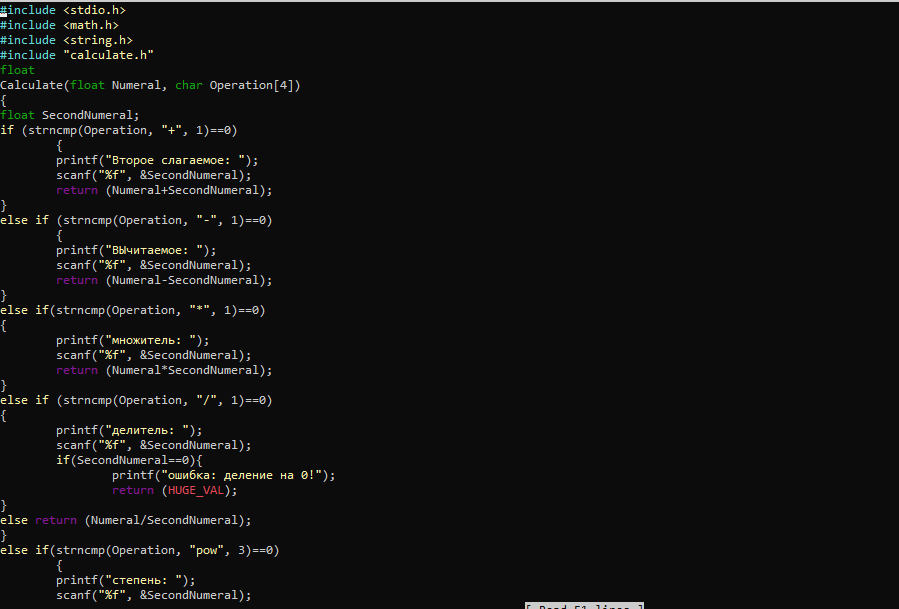 #include <stdio.h>
#include <math.h>
#include <string.h>
#include "calculate.h"
float
Calculate(float Numeral, char Operation[4])
{
float SecondNumeral;
if (strncmp(Operation, "+", 1)==0)
{
printf("Второе слагаемое: ");
scanf("%f", &SecondNumeral);
return (Numeral+SecondNumeral);
}
else if (strncmp(Operation, "-", 1)==0)
{
printf("ВЫчитаемое: ");
scanf("%f", &SecondNumeral);
return (Numeral-SecondNumeral);
}
else if(strncmp(Operation, "*", 1)==0)
{
printf("множитель: ");
scanf("%f", &SecondNumeral);
return (Numeral*SecondNumeral);
}
else if (strncmp(Operation, "/", 1)==0)
{
printf("делитель: ");
scanf("%f", &SecondNumeral);
if(SecondNumeral==0){
printf("ошибка: деление на 0!");
return (HUGE_VAL);
}
else return (Numeral/SecondNumeral);
}
else if(strncmp(Operation, "pow", 3)==0)
{
printf("степень: ");
scanf("%f", &SecondNumeral);
[ Read 51 lines ]